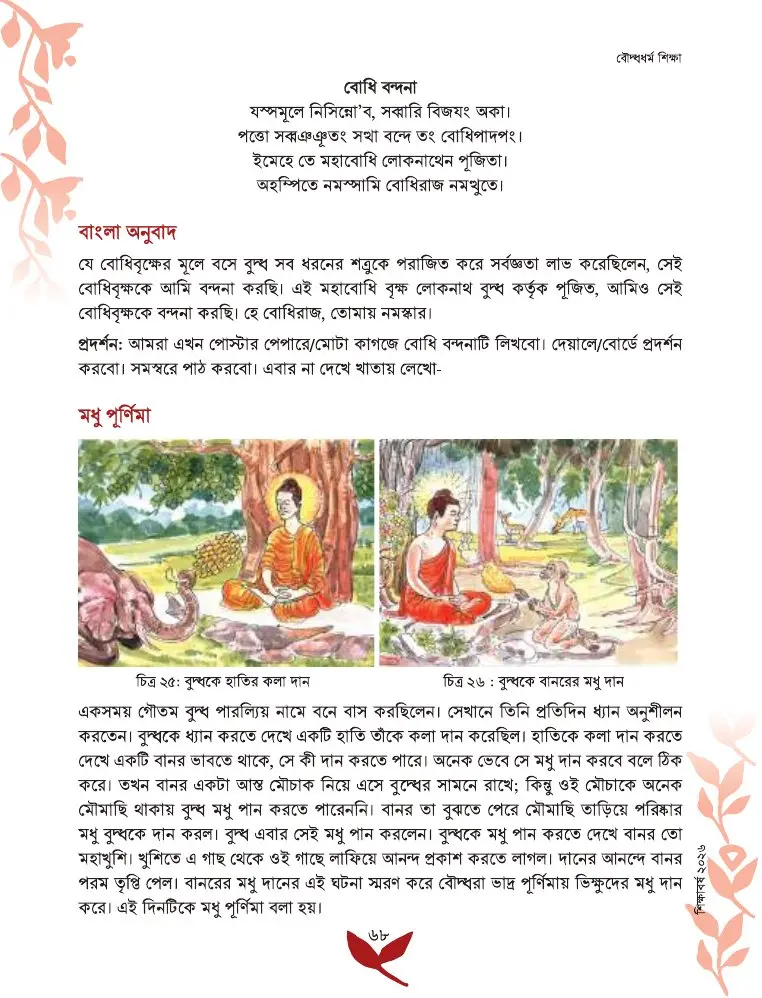 বৌদ্ধধর্ম শিক্ষা
বোধি বন্দনা
যস্সমূলে নিসিন্নো'ব, সব্বারি বিজযং অকা।
পত্তো সব্বঞঞূতং সত্থা বন্দে তং বোধিপাদপং।
ইমেহে তে মহাবোধি লোকনাথেন পূজিতা।
অহম্পিতে নমস্সামি বোধিরাজ নমত্থুতে।
বাংলা অনুবাদ
যে বোধিবৃক্ষের মূলে বসে বুদ্ধ সব ধরনের শত্রুকে পরাজিত করে সর্বজ্ঞতা লাভ করেছিলেন, সেই
বোধিবৃক্ষকে আমি বন্দনা করছি। এই মহাবোধি বৃক্ষ লোকনাথ বুদ্ধ কর্তৃক পূজিত, আমিও সেই
বোধিবৃক্ষকে বন্দনা করছি। হে বোধিরাজ, তোমায় নমস্কার।
প্রদর্শন: আমরা এখন পোস্টার পেপারে/মোটা কাগজে বোধি বন্দনাটি লিখবো। দেয়ালে/বোর্ডে প্রদর্শন
করবো। সমস্বরে পাঠ করবো। এবার না দেখে খাতায় লেখো-
মধু পূর্ণিমা
চিত্র ২৫: বুদ্ধকে হাতির কলা দান
চিত্র ২৬ : বুদ্ধকে বানরের মধু দান
একসময় গৌতম বুদ্ধ পারল্যিয় নামে বনে বাস করছিলেন। সেখানে তিনি প্রতিদিন ধ্যান অনুশীলন
করতেন। বুদ্ধকে ধ্যান করতে দেখে একটি হাতি তাঁকে কলা দান করেছিল। হাতিকে কলা দান করতে
দেখে একটি বানর ভাবতে থাকে, সে কী দান করতে পারে। অনেক ভেবে সে মধু দান করবে বলে ঠিক
করে। তখন বানর একটা আস্ত মৌচাক নিয়ে এসে বুদ্ধের সামনে রাখে; কিন্তু ওই মৌচাকে অনেক
মৌমাছি থাকায় বুদ্ধ মধু পান করতে পারেননি। বানর তা বুঝতে পেরে মৌমাছি তাড়িয়ে পরিষ্কার
মধু বুদ্ধকে দান করল। বুদ্ধ এবার সেই মধু পান করলেন। বুদ্ধকে মধু পান করতে দেখে বানর তো
মহাখুশি। খুশিতে এ গাছ থেকে ওই গাছে লাফিয়ে আনন্দ প্রকাশ করতে লাগল। দানের আনন্দে বানর
পরম তৃপ্তি পেল। বানরের মধু দানের এই ঘটনা স্মরণ করে বৌদ্ধরা ভাদ্র পূর্ণিমায় ভিক্ষুদের মধু দান
করে। এই দিনটিকে মধু পূর্ণিমা বলা হয়।
শিক্ষাবর্ষ ২০২৬
৬৮